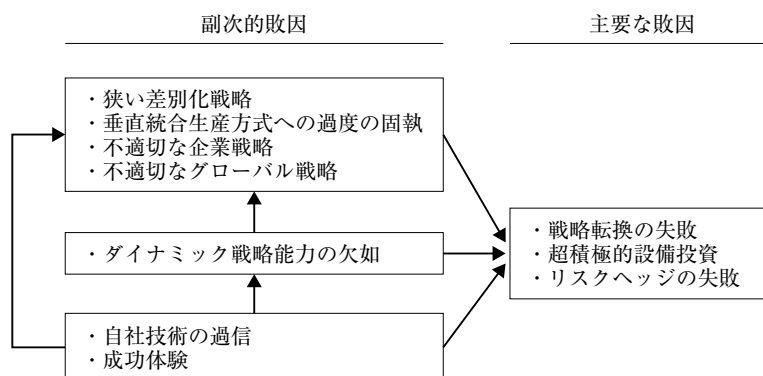 副次的敗因
主要な敗因
・狭い差別化戦略
・垂直統合生産方式への過度の固執
・不適切な企業戦略
・不適切なグローバル戦略
・ダイナミック戦略能力の欠如
・自社技術の過信
・成功体験
・戦略転換の失敗
・超積極的設備投資
・リスクヘッジの失敗